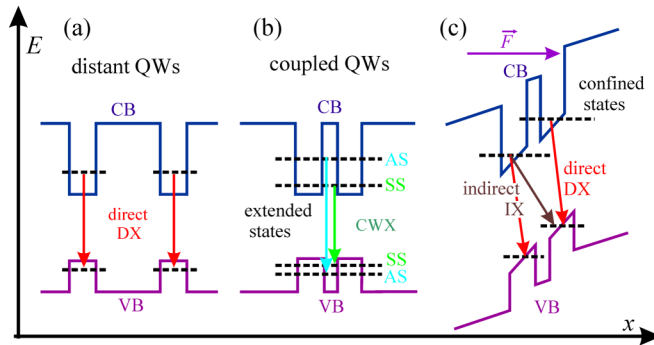 E
(a)
distant QWs
CB
direct
DX
VB
(b)
coupled QWs
CB
AS
SS
extended
states
CWX
SS
AS
VB
(c)
F
CB
confined
states
indirect
IX
direct
DX
VB
x